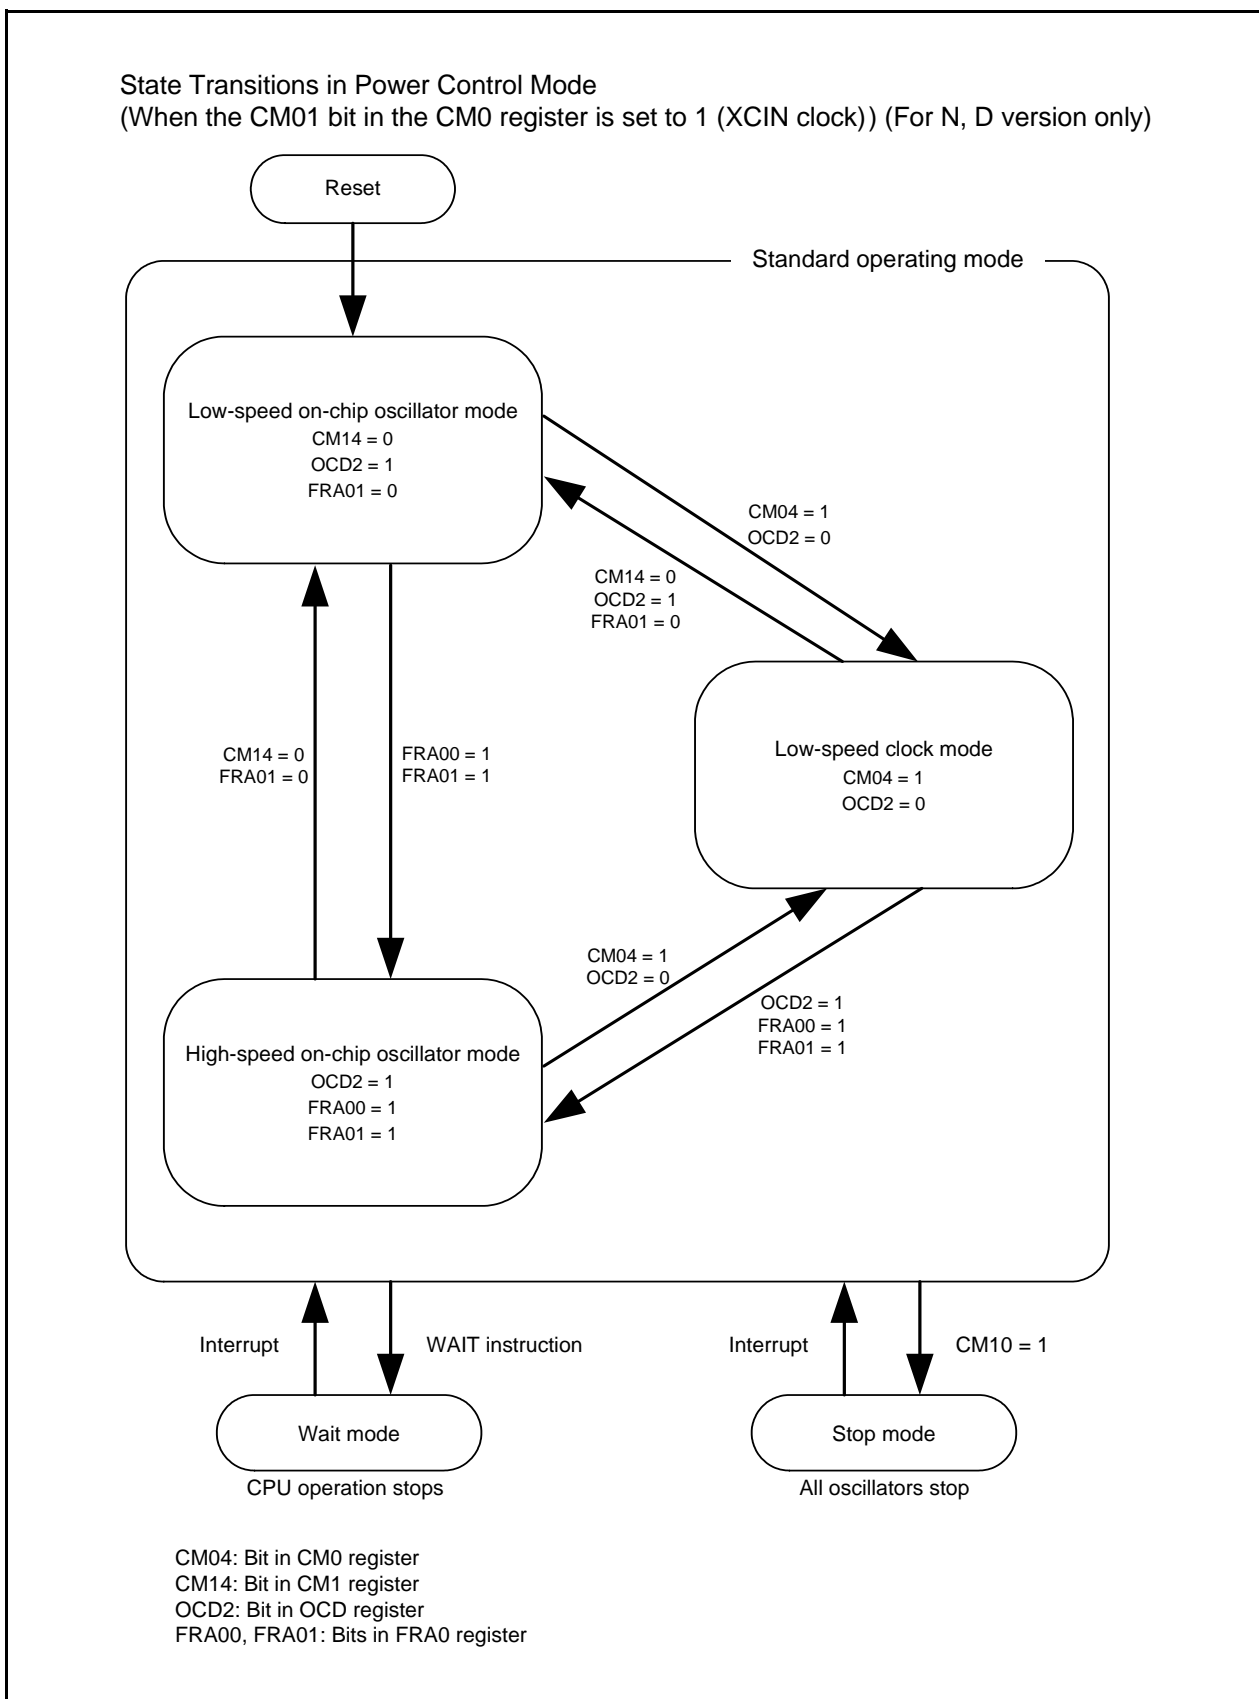 State Transitions in Power Control Mode
(When the CM01 bit in the CM0 register is set to 1 (XCIN clock)) (For N, D version only)
Reset
Standard operating mode
Low-speed on-chip oscillator mode
CM14 = 0
OCD2 = 1
FRA01 = 0
CM04 = 1
OCD2 = 0
CM14 = 0
OCD2 = 1
FRA01 = 0
CM14 = 0
FRA01 = 0
FRA00 = 1
FRA01 = 1
Low-speed clock mode
CM04 = 1
OCD2 = 0
CM04 = 1
OCD2 = 0
OCD2 = 1
FRA00 = 1
FRA01 = 1
High-speed on-chip oscillator mode
OCD2 = 1
FRA00 = 1
FRA01 = 1
Interrupt
WAIT instruction
Interrupt
CM10 = 1
Wait mode
Stop mode
CPU operation stops
All oscillators stop
CM04: Bit in CM0 register
CM14: Bit in CM1 register
OCD2: Bit in OCD register
FRA00, FRA01: Bits in FRA0 register